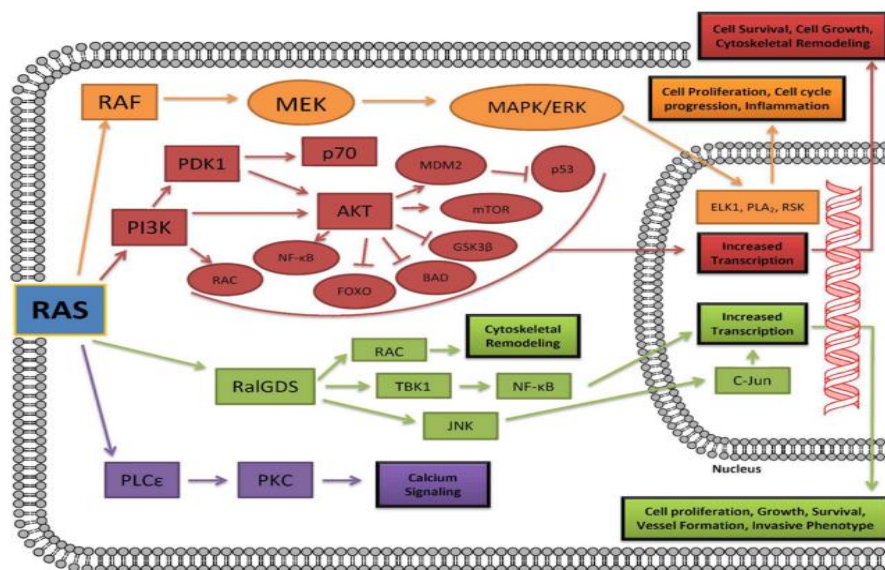 Cell Survival, Cell Growth,
Cytoskeletal Remodeling
RAF
MEK
MAPK/ERK
Cell Proliferation, Cell cycle
progression, Inflammation
PDK1
p70
MDM2
p53
PI3K
AKT
mTOR
NF-κB
GSK3β
RAC
FOXO
BAD
ELK1, PLA₂, RSK
Increased
Transcription
RAS
Cytoskeletal
Remodeling
RAC
Increased
Transcription
RalGDS
TBK1
NF-κB
C-Jun
JNK
Nucleus
PLCε
PKC
Calcium
Signaling
Cell proliferation, Growth, Survival,
Vessel Formation, Invasive Phenotype